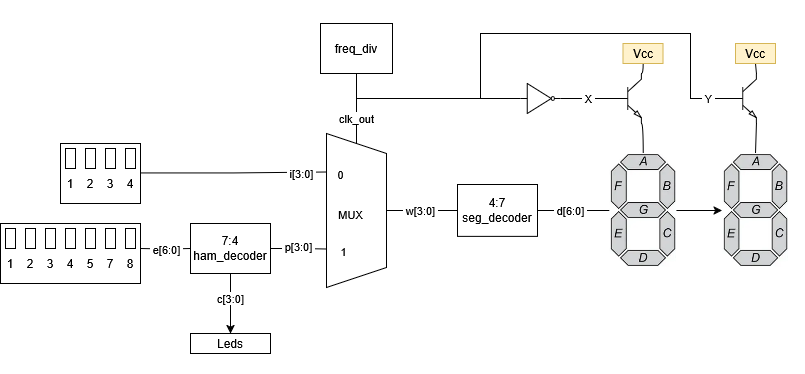 freq_div
Vcc
Vcc
X
Y
clk_out
i[3:0]
0
1 2 3 4
A
F B
G
E C
D
A
F B
G
E C
D
MUX
w[3:0]
4:7
seg_decoder
d[6:0]
1 2 3 4 5 7 8
e[6:0]
7:4
ham_decoder
p[3:0]
1
c[3:0]
Leds